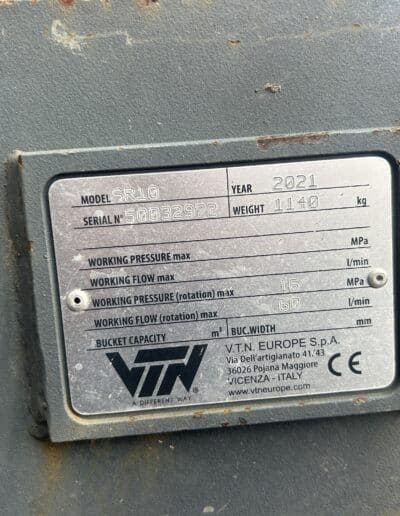 MODEL SR10 YEAR 2021
SERIAL N° S0032972 WEIGHT 1140 kg
WORKING PRESSURE max MPa
WORKING FLOW max l/min
WORKING PRESSURE (rotation) max 16 MPa
WORKING FLOW (rotation) max 60 l/min
BUCKET CAPACITY m³ BUC.WIDTH mm
VTN ®
A DIFFERENT WAY
V.T.N. EUROPE S.p.A.
Via Dell'artigianato 41/43
36026 Pojana Maggiore
VICENZA - ITALY
www.vtneurope.com
CE